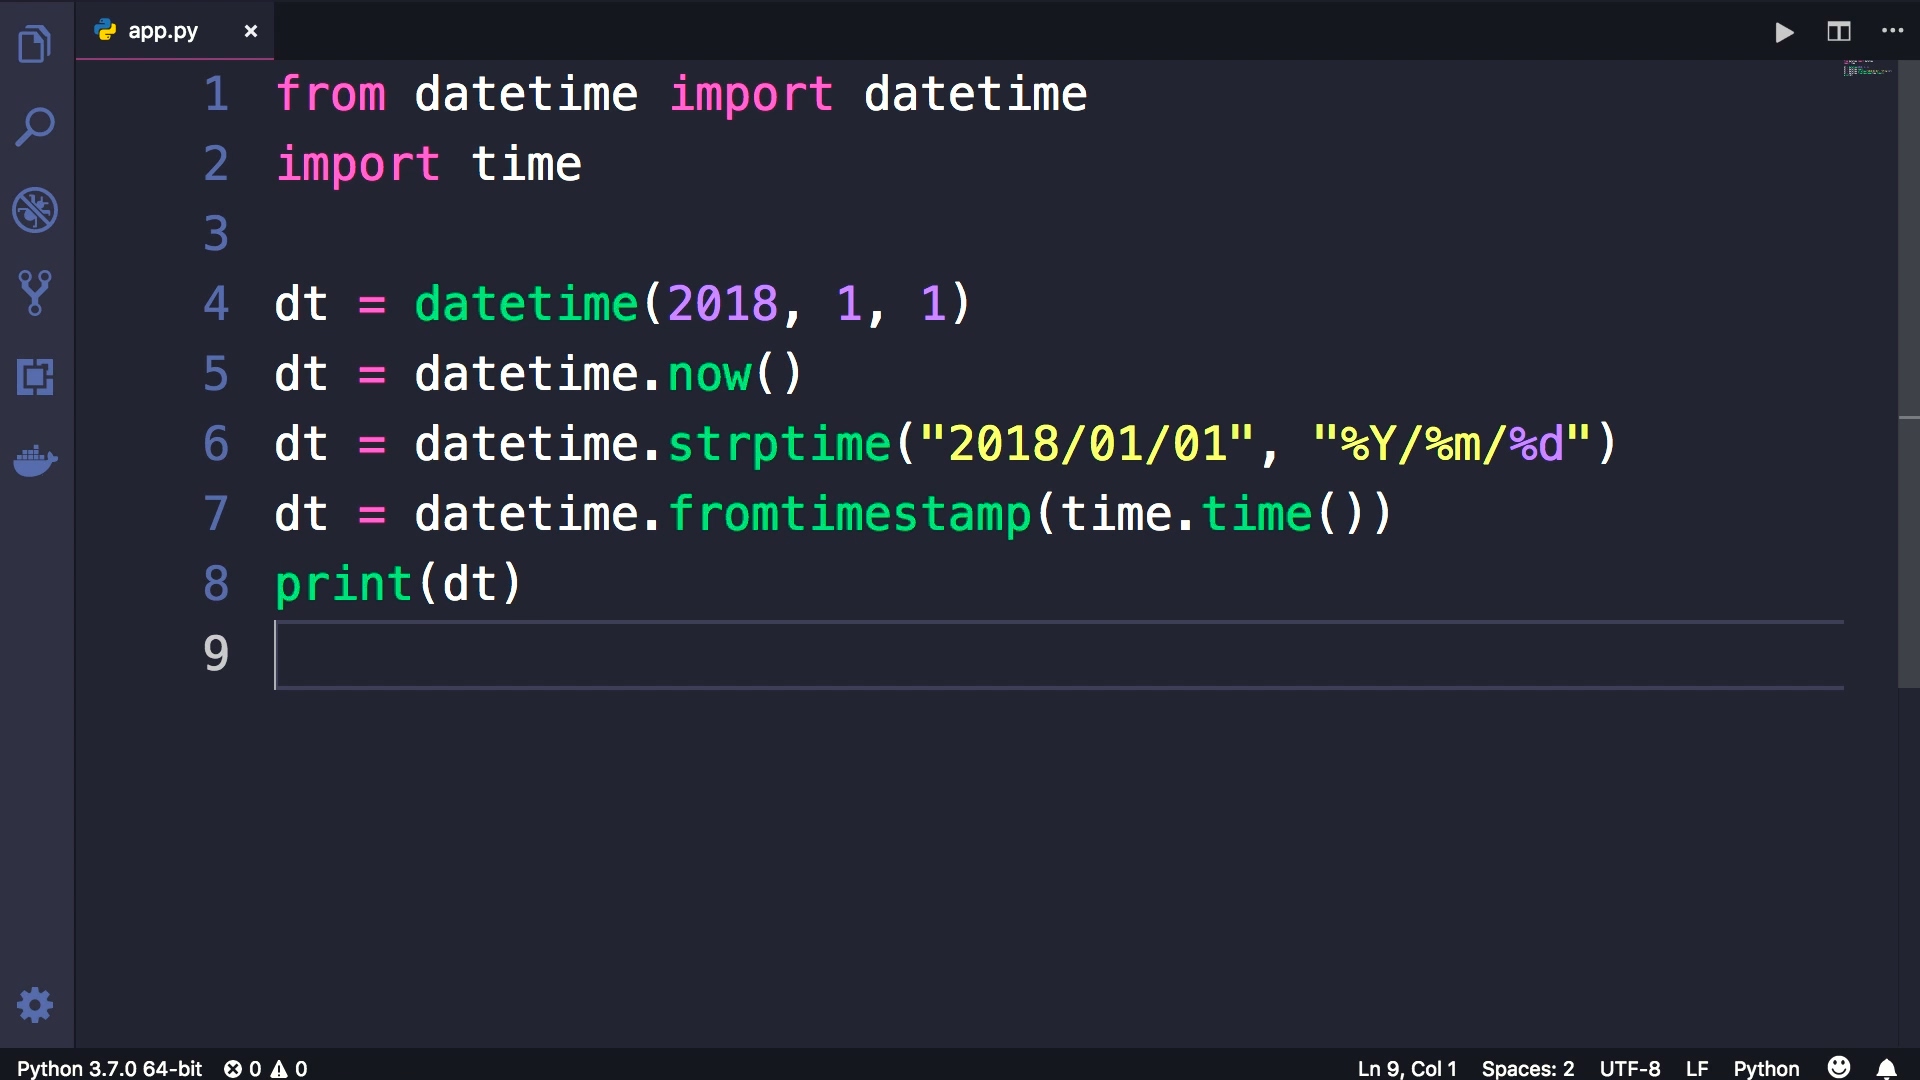 app.py
1 from datetime import datetime
2 import time
3
4 dt = datetime(2018, 1, 1)
5 dt = datetime.now()
6 dt = datetime.strptime("2018/01/01", "%Y/%m/%d")
7 dt = datetime.fromtimestamp(time.time())
8 print(dt)
9
Python 3.7.0 64-bit 0 0 Ln 9, Col 1 Spaces: 2 UTF-8 LF Python